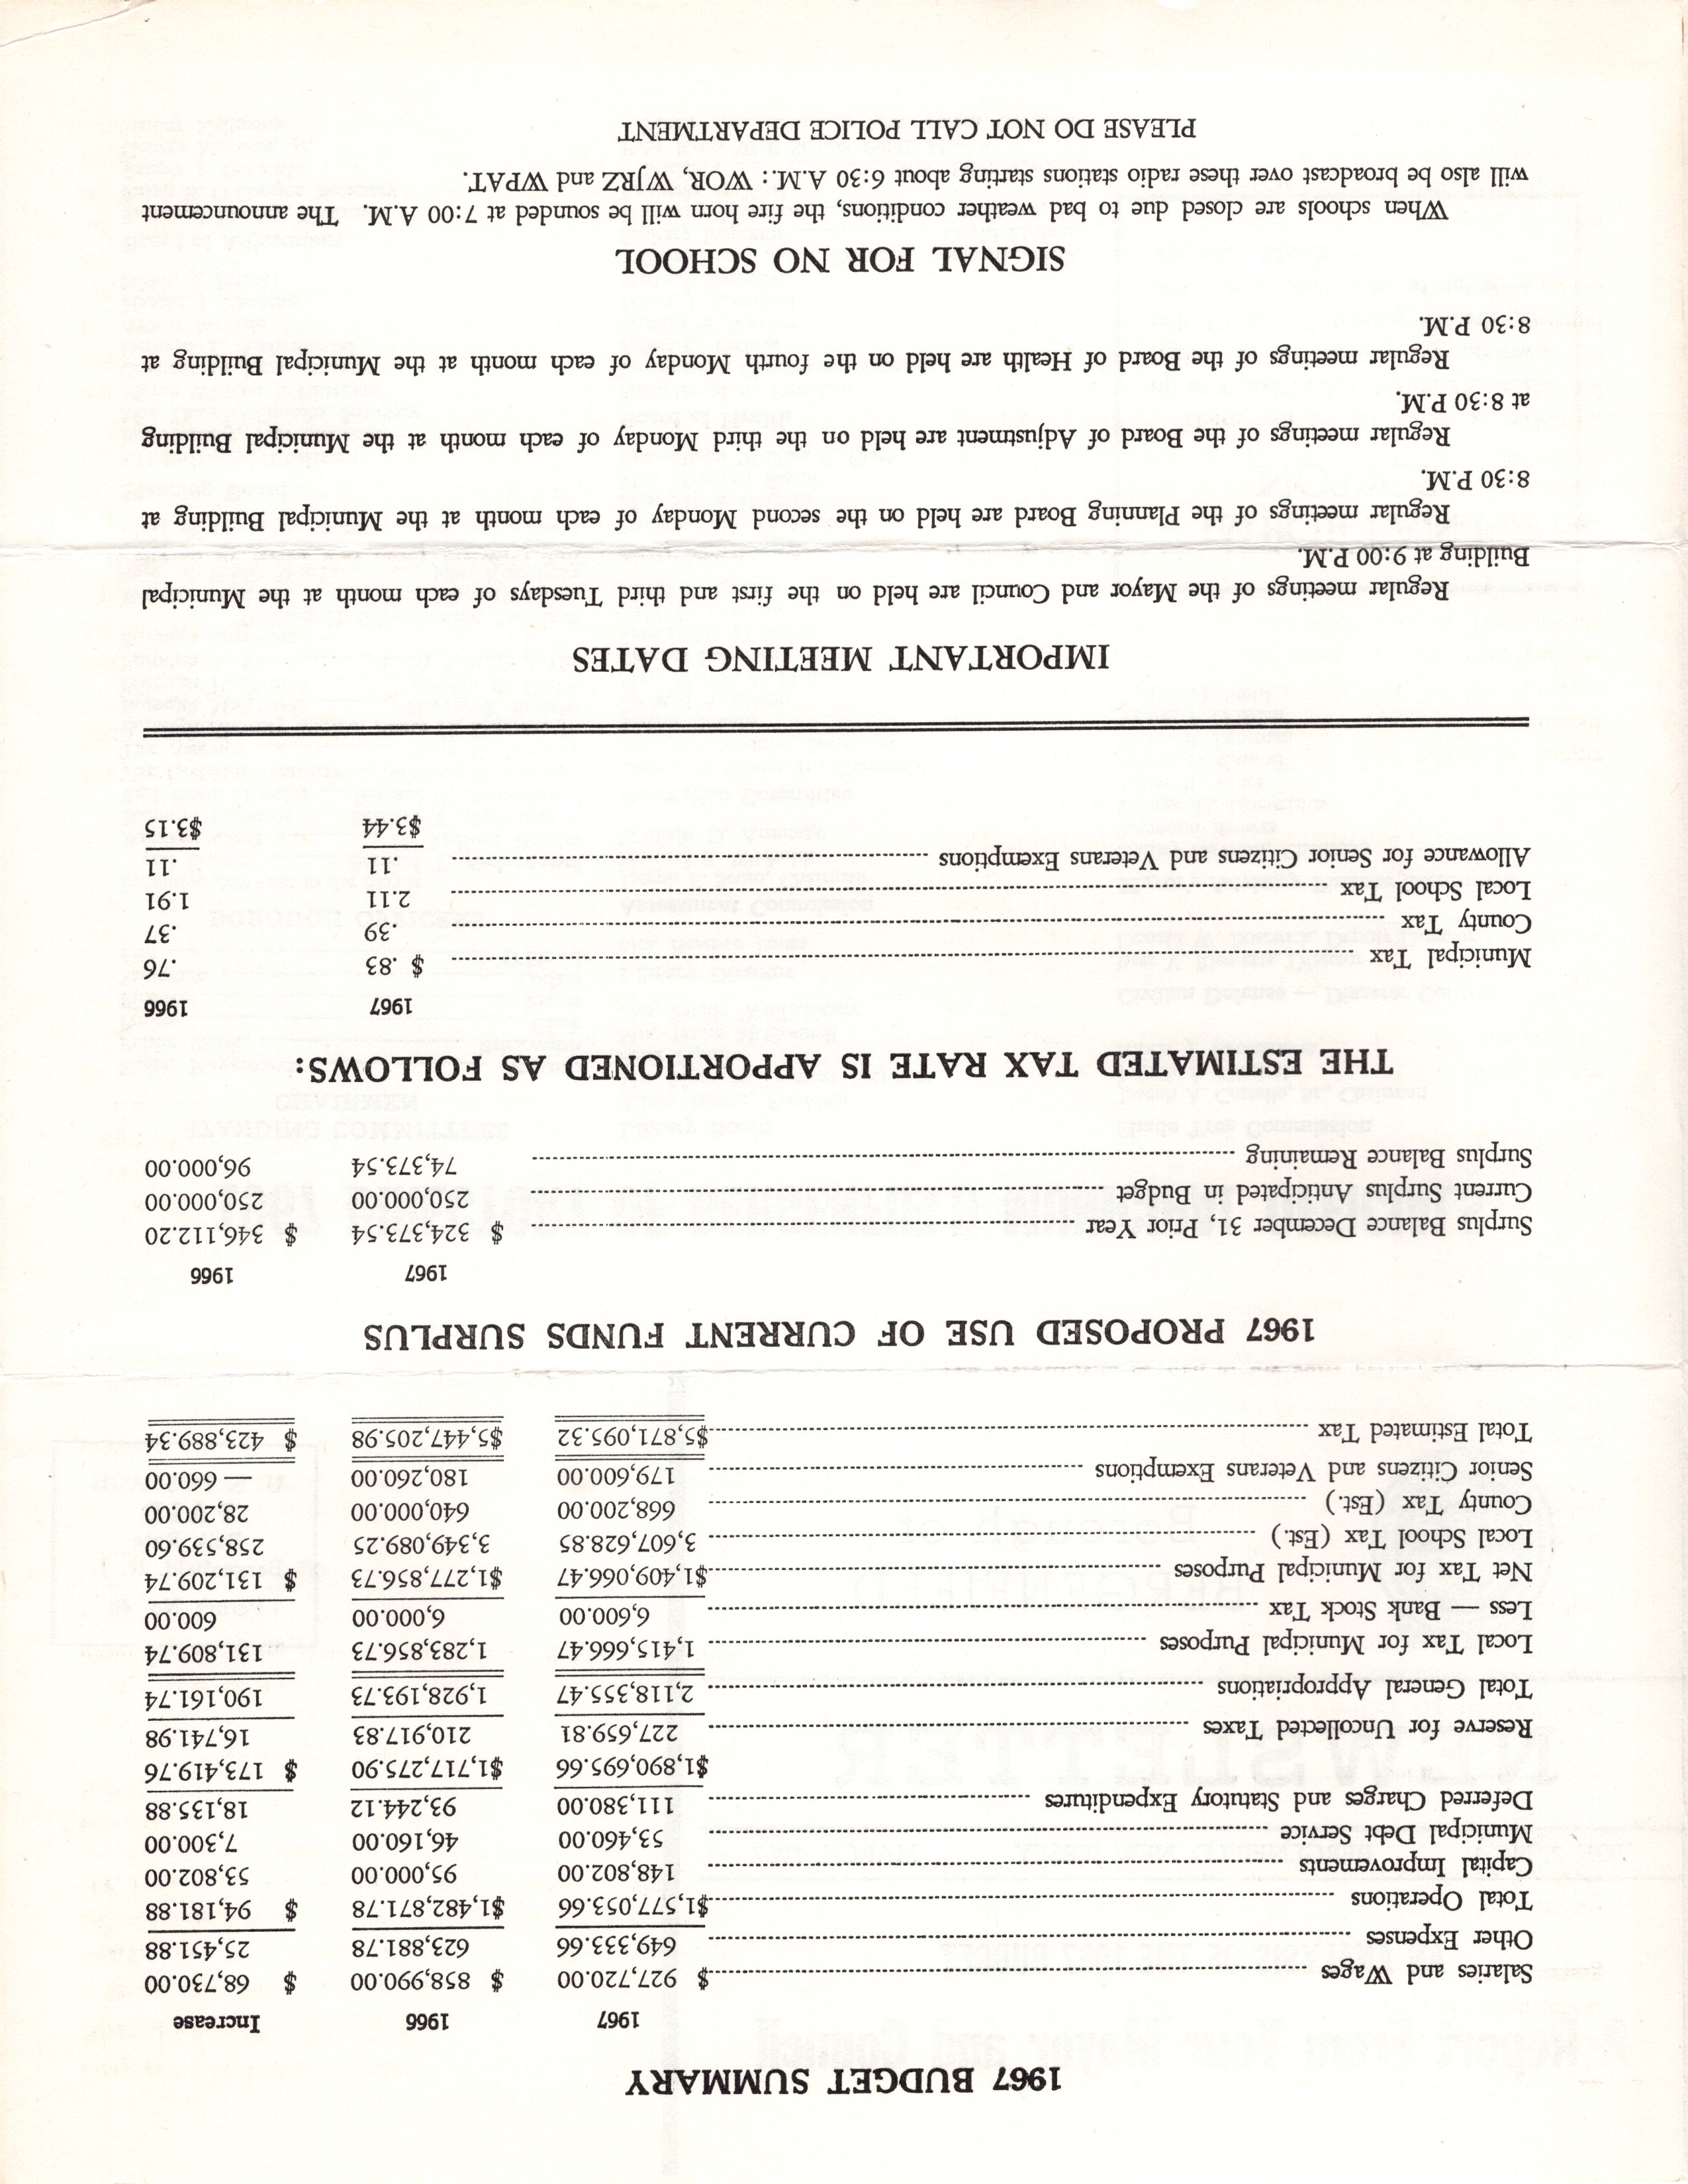 1967 BUDGET SUMMARY
1967 1966 Increase
Salaries and Wages $ 927,720.00 $ 858,990.00 $ 68,730.00
Other Expenses 649,333.66 623,881.78 25,451.88
Total Operations $1,577,053.66 $1,482,871.78 $ 94,181.88
Capital Improvements 148,802.00 95,000.00 53,802.00
Municipal Debt Service 53,460.00 46,160.00 7,300.00
Deferred Charges and Statutory Expenditures 111,380.00 93,244.12 18,135.88
$1,890,695.66 $1,717,275.90 $ 173,419.76
Reserve for Uncollected Taxes 227,659.81 210,917.83 16,741.98
Total General Appropriations 2,118,355.47 1,928,193.73 190,161.74
Local Tax for Municipal Purposes 1,415,666.47 1,283,856.73 131,809.74
Less — Bank Stock Tax 6,600.00 6,000.00 600.00
Net Tax for Municipal Purposes $1,409,066.47 $1,277,856.73 $ 131,209.74
Local School Tax (Est.) 3,607,628.85 3,349,089.25 258,539.60
County Tax (Est.) 668,200.00 640,000.00 28,200.00
Senior Citizens and Veterans Exemptions 179,600.00 180,260.00 — 660.00
Total Estimated Tax $5,871,095.32 $5,447,205.98 $ 423,889.34
1967 PROPOSED USE OF CURRENT FUNDS SURPLUS
1967 1966
Surplus Balance December 31, Prior Year $ 324,373.54 $ 346,112.20
Current Surplus Anticipated in Budget 250,000.00 250,000.00
Surplus Balance Remaining 74,373.54 96,000.00
THE ESTIMATED TAX RATE IS APPORTIONED AS FOLLOWS:
1967 1966
Municipal Tax $ .83 .76
County Tax .39 .37
Local School Tax 2.11 1.91
Allowance for Senior Citizens and Veterans Exemptions .11 .11
$3.44 $3.15
IMPORTANT MEETING DATES
Regular meetings of the Mayor and Council are held on the first and third Tuesdays of each month at the Municipal
Building at 9:00 P.M.
Regular meetings of the Planning Board are held on the second Monday of each month at the Municipal Building at
8:30 P.M.
Regular meetings of the Board of Adjustment are held on the third Monday of each month at the Municipal Building
at 8:30 P.M.
Regular meetings of the Board of Health are held on the fourth Monday of each month at the Municipal Building at
8:30 P.M.
SIGNAL FOR NO SCHOOL
When schools are closed due to bad weather conditions, the fire horn will be sounded at 7:00 A.M. The announcement
will also be broadcast over these radio stations starting about 6:30 A.M.: WOR, WJRZ and WPAT.
PLEASE DO NOT CALL POLICE DEPARTMENT